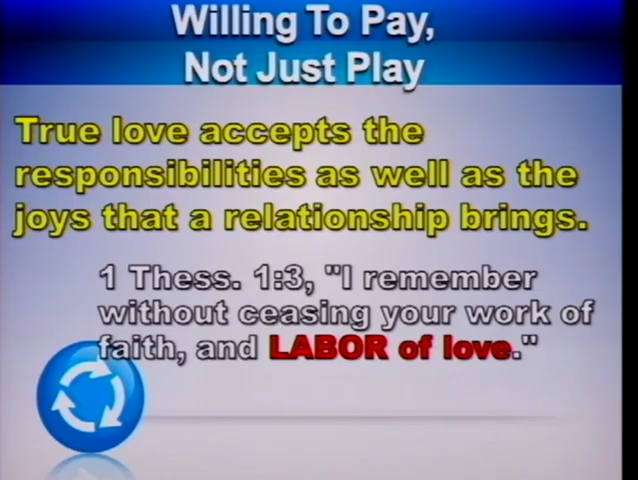 Willing To Pay,
Not Just Play
True love accepts the
responsibilities as well as the
joys that a relationship brings.
1 Thess. 1:3, "I remember
without ceasing your work of
faith, and LABOR of love."